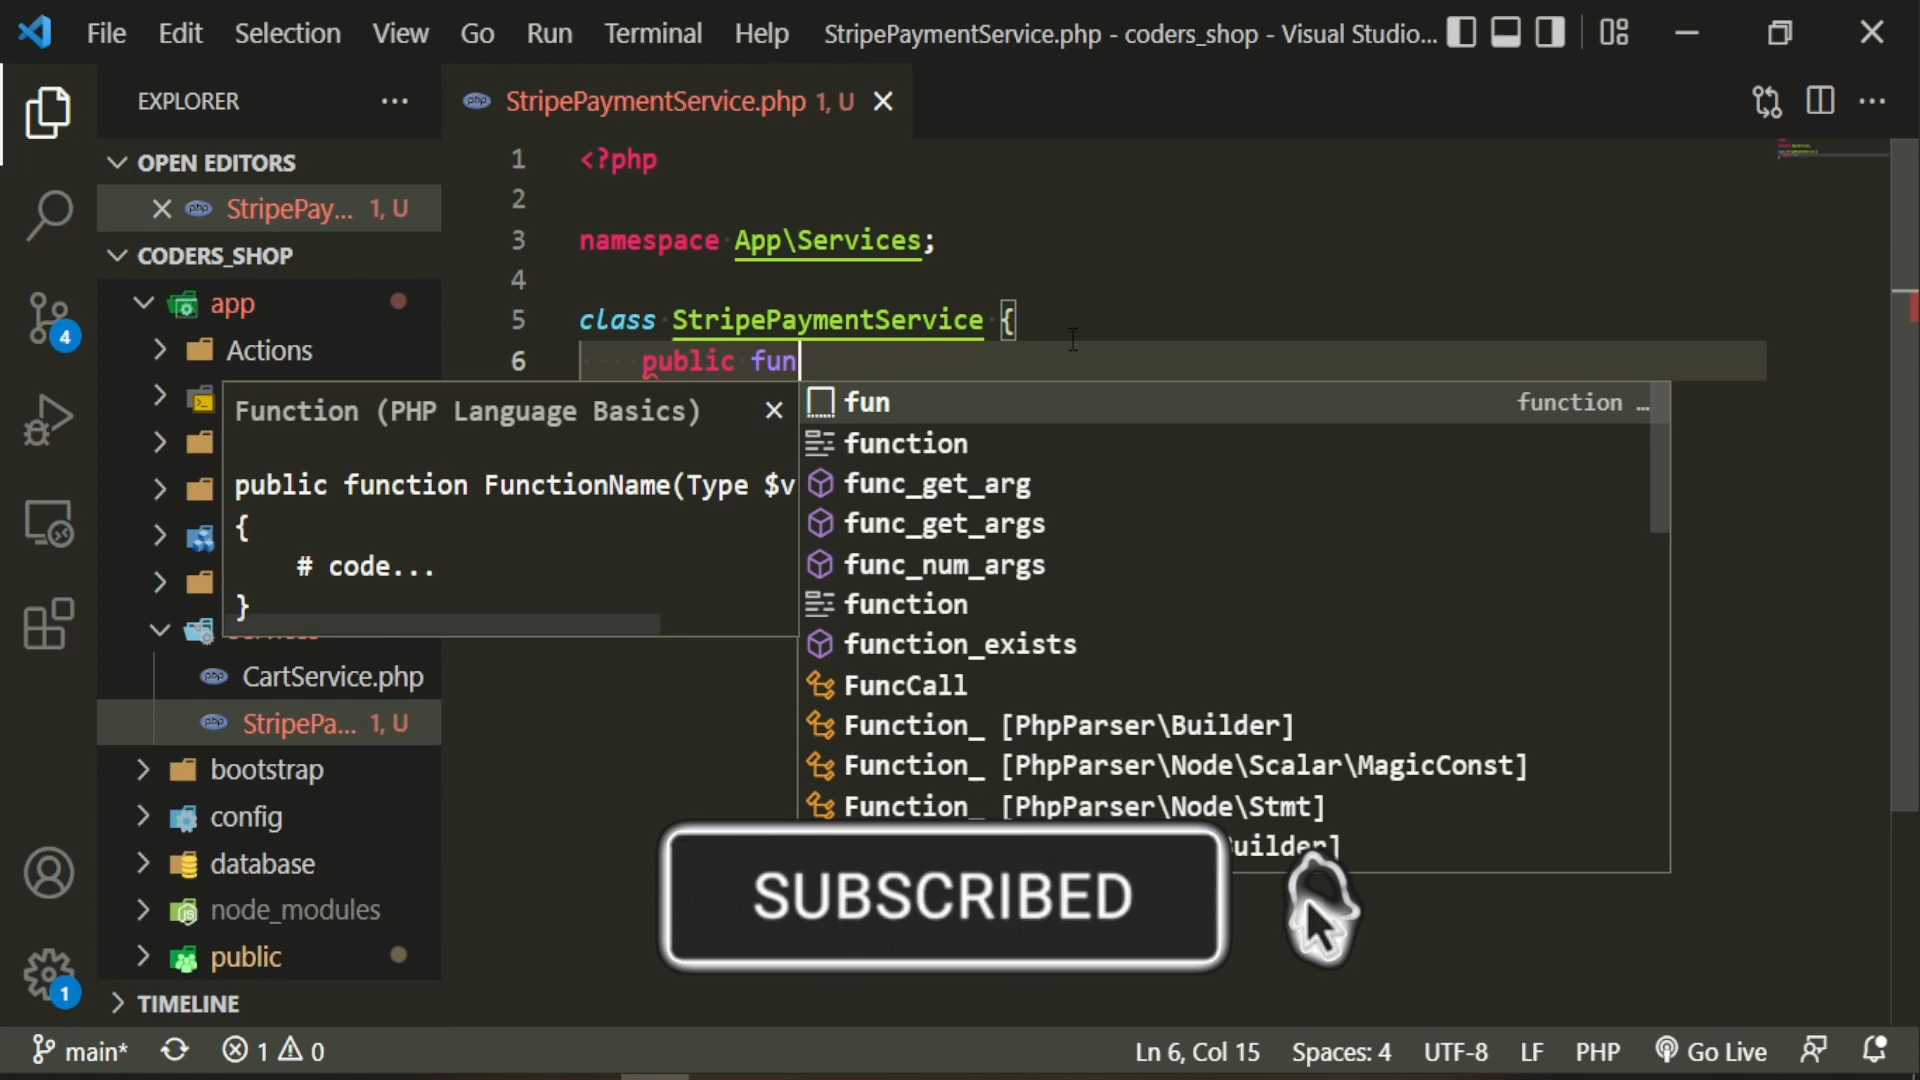 File Edit Selection View Go Run Terminal Help StripePaymentService.php - coders_shop - Visual Studio...
EXPLORER
StripePaymentService.php 1, U
OPEN EDITORS
StripePay... 1, U
CODERS_SHOP
app
Actions
CartService.php
StripePa... 1, U
bootstrap
config
database
node_modules
public
TIMELINE
1 <?php
2
3 namespace App\Services;
4
5 class StripePaymentService {
6 public fun
Function (PHP Language Basics)
public function FunctionName(Type $v
{
# code...
}
fun function ...
function
func_get_arg
func_get_args
func_num_args
function
function_exists
FuncCall
Function_ [PhpParser\Builder]
Function_ [PhpParser\Node\Scalar\MagicConst]
Function_ [PhpParser\Node\Stmt]
uilder]
SUBSCRIBED
4
1
main* 1 0 Ln 6, Col 15 Spaces: 4 UTF-8 LF PHP Go Live